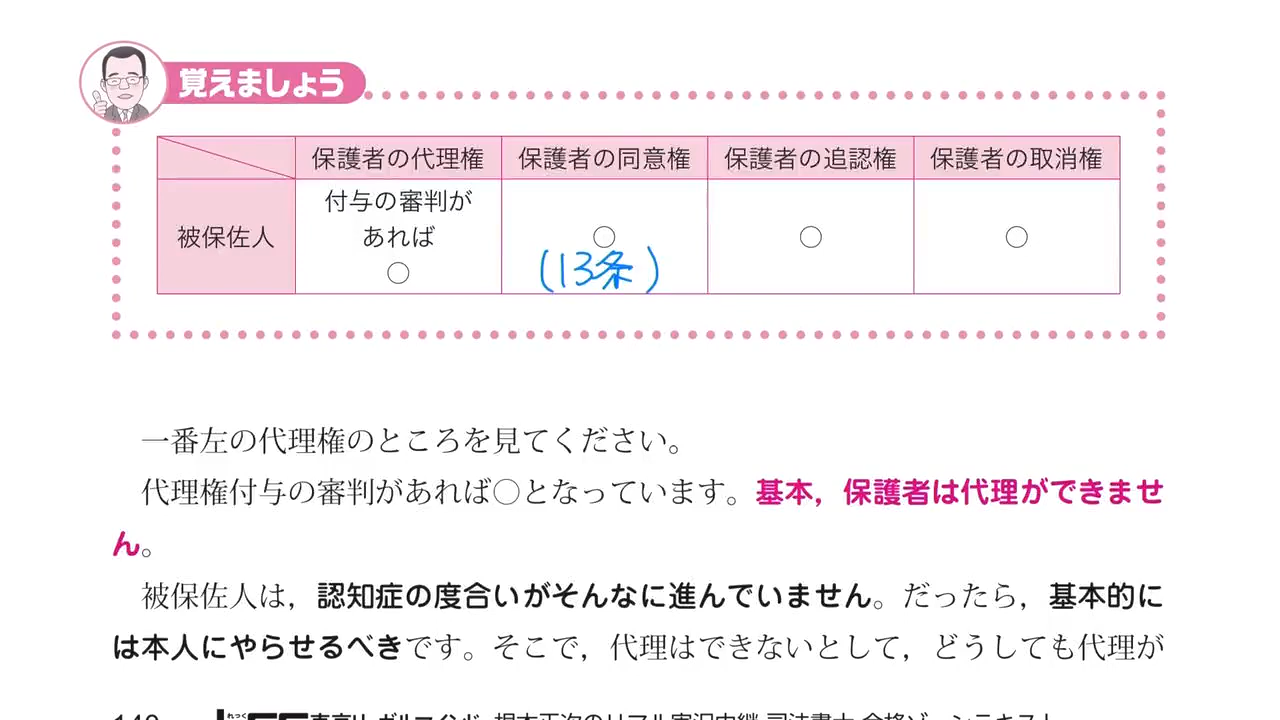 覚えましょう
保護者の代理権 保護者の同意権 保護者の追認権 保護者の取消権
被保佐人 付与の審判が ○ ○ ○
あれば
○
(13条)
一番左の代理権のところを見てください。
代理権付与の審判があれば○となっています。基本，保護者は代理ができませ
ん。
被保佐人は，認知症の度合いがそんなに進んでいません。だったら，基本的に
は本人にやらせるべきです。そこで，代理はできないとして，どうしても代理が